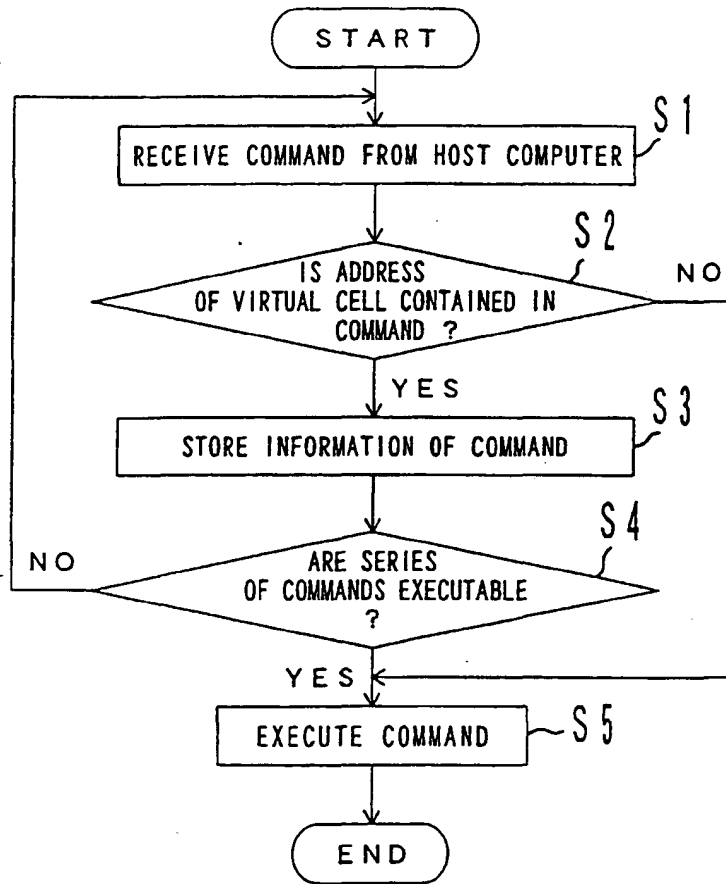 START
S1
RECEIVE COMMAND FROM HOST COMPUTER
S2
IS ADDRESS
OF VIRTUAL CELL CONTAINED IN
COMMAND ?
NO
YES
S3
STORE INFORMATION OF COMMAND
S4
NO
ARE SERIES
OF COMMANDS EXECUTABLE
?
YES
EXECUTE COMMAND
S5
END